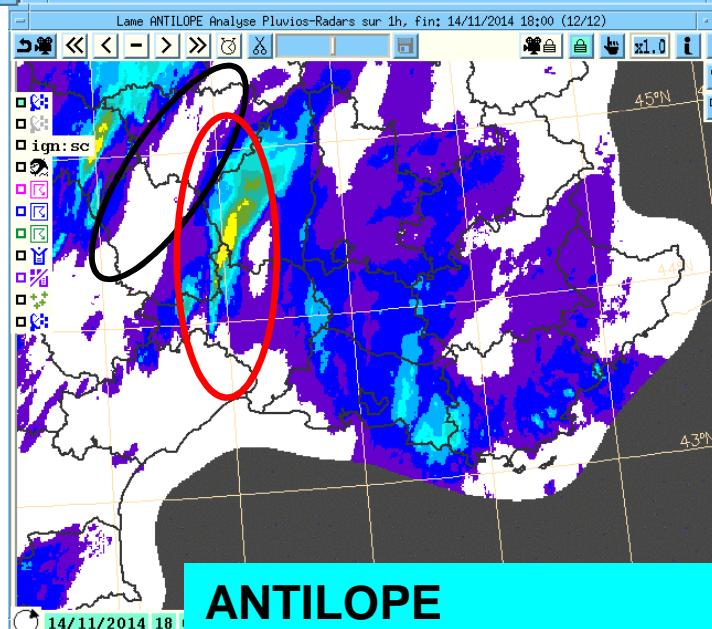 Lame ANTILOPE Analyse Pluvios-Radars sur 1h, fin: 14/11/2014 18:00 (12/12)
x1.0
ign:sc
45°N
44°N
43°N
14/11/2014 18
ANTILOPE